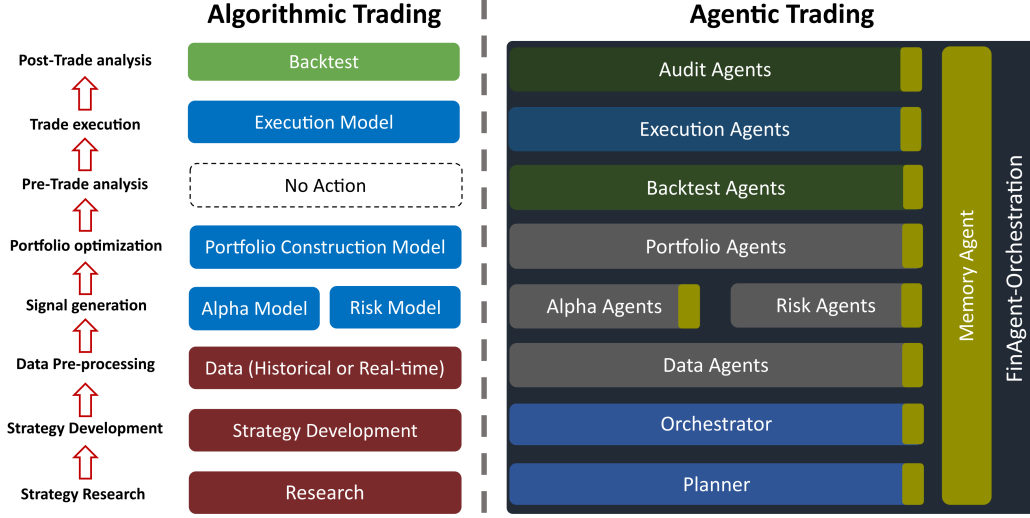 Algorithmic Trading
Agentic Trading
Post-Trade analysis
Backtest
Audit Agents
Trade execution
Execution Model
Execution Agents
Pre-Trade analysis
No Action
Backtest Agents
Portfolio optimization
Portfolio Construction Model
Portfolio Agents
Signal generation
Alpha Model
Risk Model
Alpha Agents
Risk Agents
Data Pre-processing
Data (Historical or Real-time)
Data Agents
Strategy Development
Strategy Development
Orchestrator
Strategy Research
Research
Planner
Memory Agent
FinAgent-Orchestration